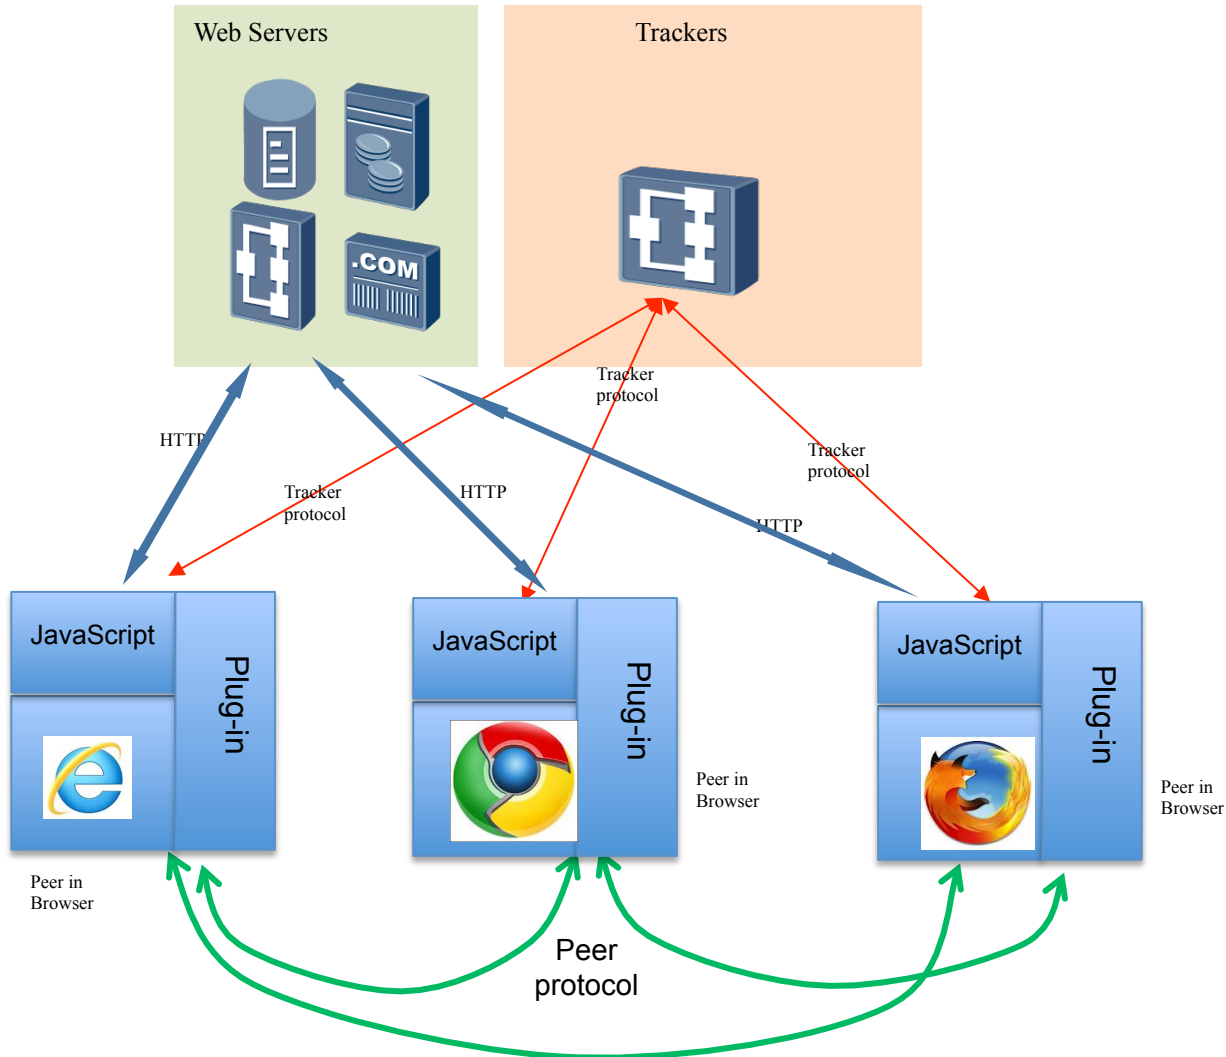 Web Servers
Trackers
.COM
Tracker
protocol
HTTP
Tracker
protocol
Tracker
protocol
HTTP
HTTP
JavaScript
Plug-in
JavaScript
Plug-in
JavaScript
Plug-in
Peer in
Browser
Peer in
Browser
Peer in
Browser
Peer
protocol